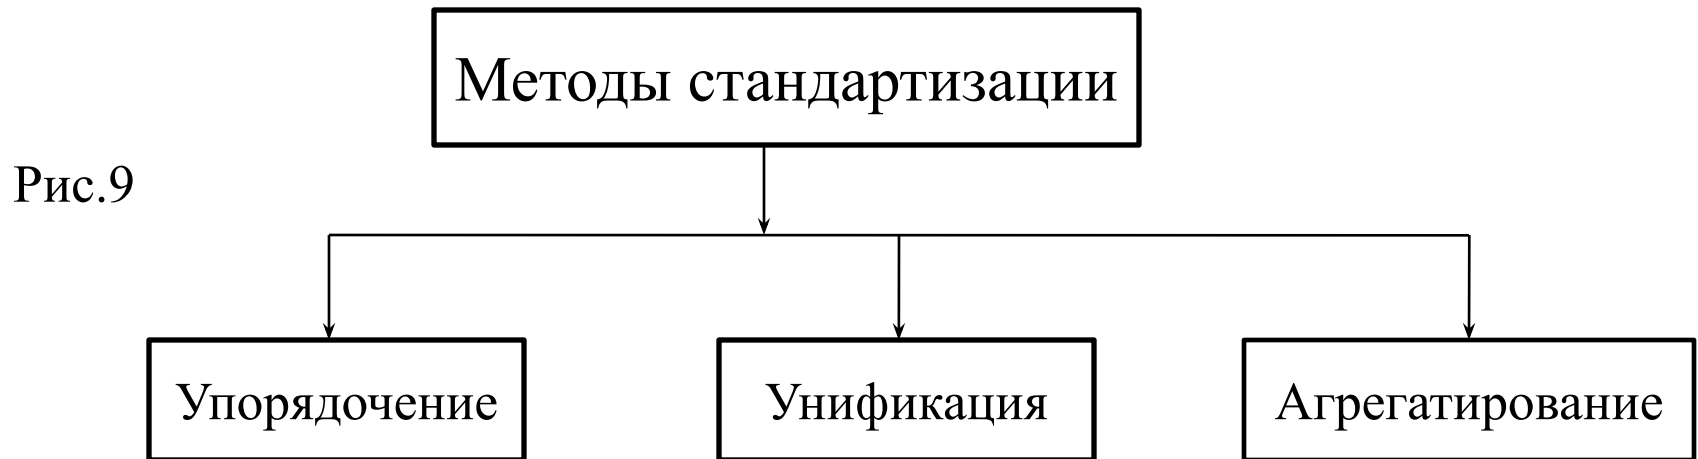 Методы стандартизации
Рис.9
Упорядочение
Унификация
Агрегатирование